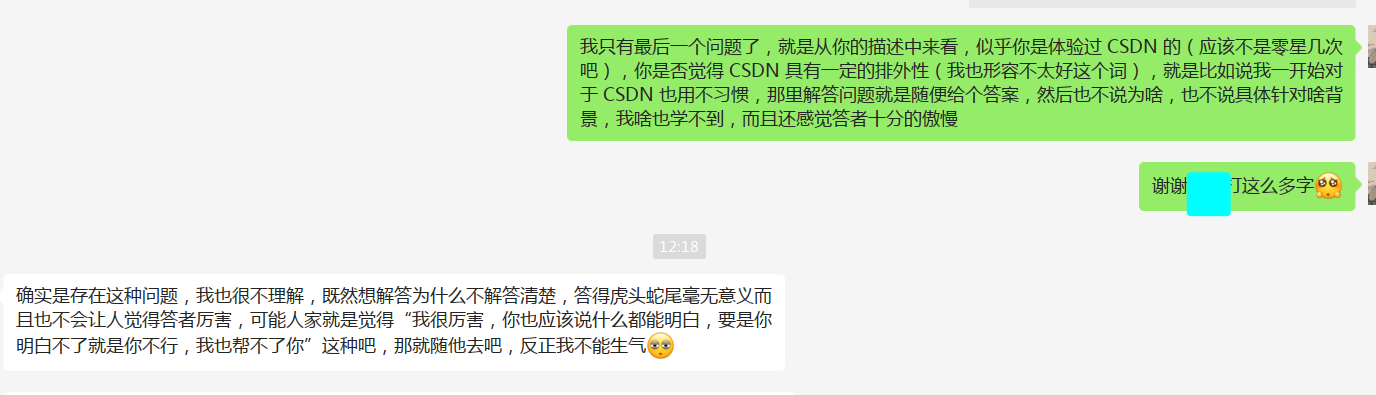 我只有最后一个问题了，就是从你的描述中来看，似乎你是体验过 CSDN 的（应该不是零星几次
吧），你是否觉得 CSDN 具有一定的排外性（我也形容不太好这个词），就是比如说我一开始对
于 CSDN 也用不习惯，那里解答问题就是随便给个答案，然后也不说为啥，也不说具体针对啥背
景，我啥也学不到，而且还感觉答者十分的傲慢
谢谢打这么多字
12:18
确实是存在这种问题，我也很不理解，既然想解答为什么不解答清楚，答得虎头蛇尾毫无意义而
且也不会让人觉得答者厉害，可能人家就是觉得“我很厉害，你也应该说什么都能明白，要是你
明白不了就是你不行，我也帮不了你”这种吧，那就随他去吧，反正我不能生气